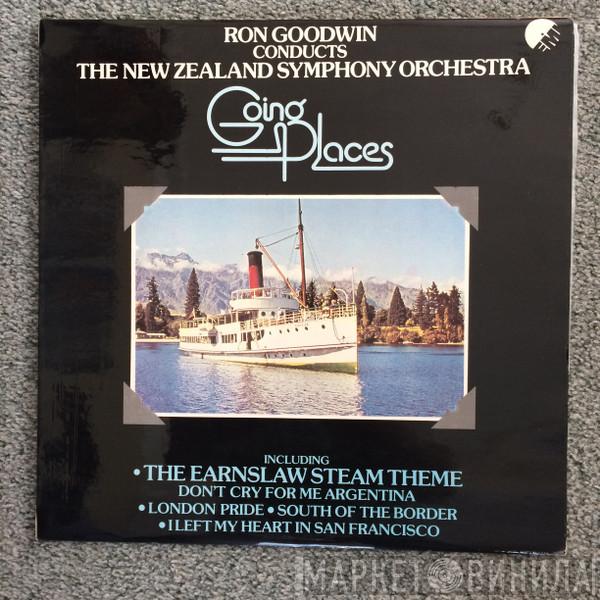 RON GOODWIN
CONDUCTS
THE NEW ZEALAND SYMPHONY ORCHESTRA
EMI
Going
Places
INCLUDING
• THE EARNSLAW STEAM THEME
DON'T CRY FOR ME ARGENTINA
• LONDON PRIDE • SOUTH OF THE BORDER
• I LEFT MY HEART IN SAN FRANCISCO
МАРКЕТ ВИНИЛА